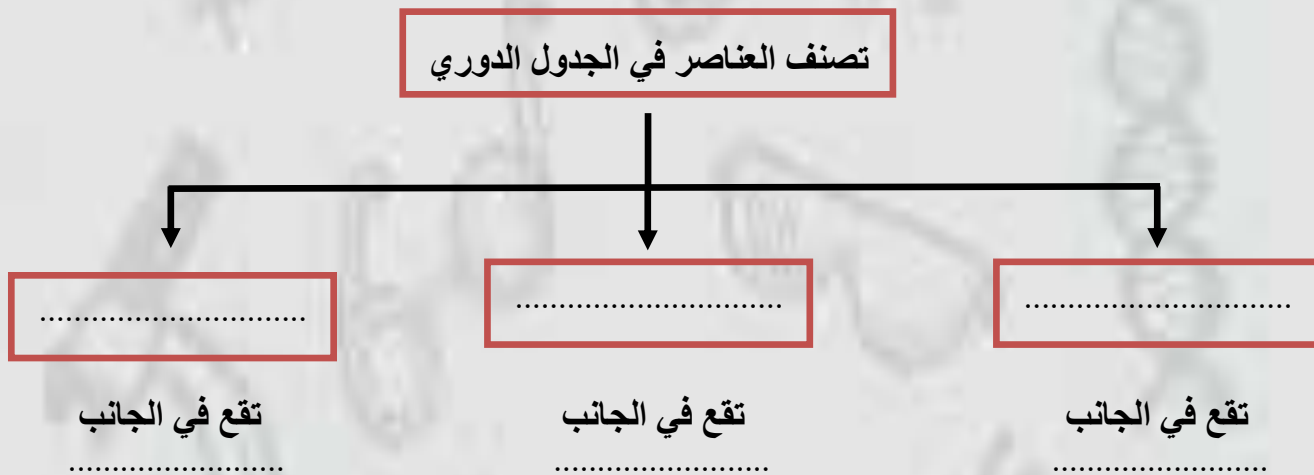 تصنف العناصر في الجدول الدوري
.............................. .............................. ..............................
تقع في الجانب تقع في الجانب تقع في الجانب
........................ ........................ ........................